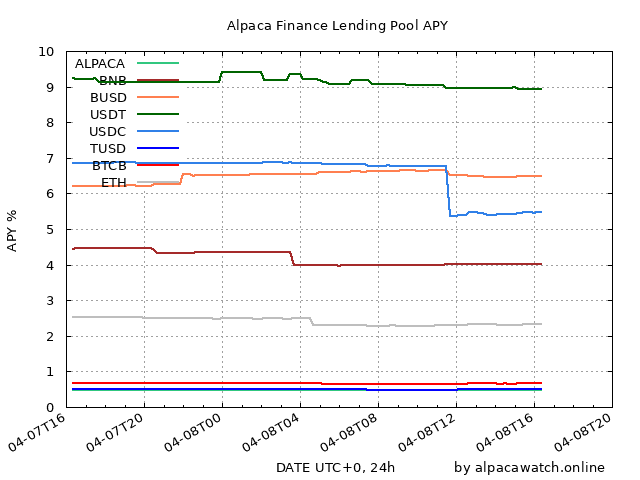 Alpaca Finance Lending Pool APY
10
9
8
7
6
5
4
3
2
1
0
APY %
ALPACA
BNB
BUSD
USDT
USDC
TUSD
BTCB
ETH
04-07T16
04-07T20
04-08T00
04-08T04
04-08T08
04-08T12
04-08T16
04-08T20
DATE UTC+0, 24h
by alpacawatch.online